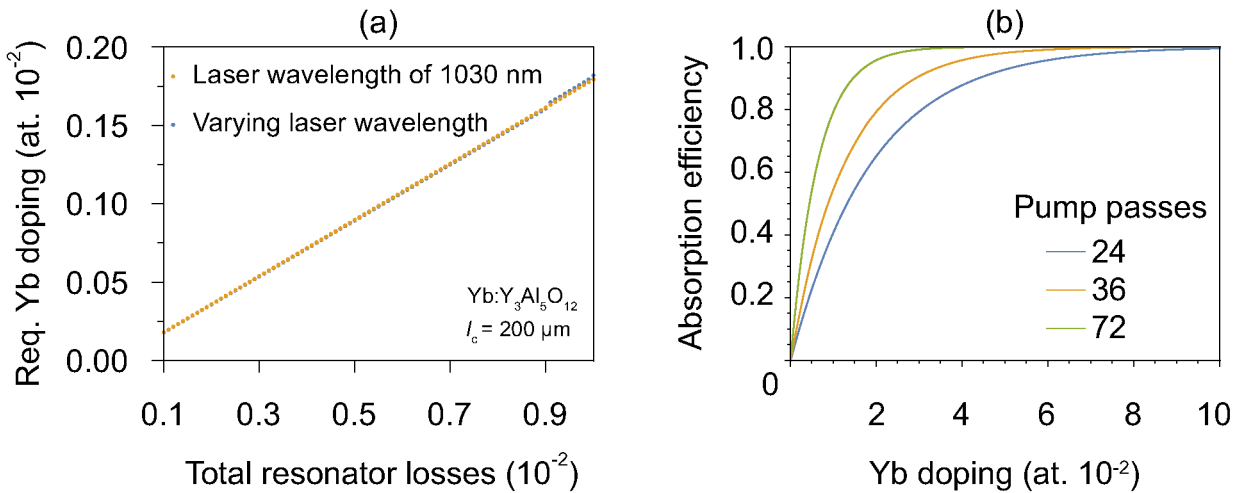 (a)
Req. Yb doping (at. 10⁻²)
0.20
0.15
0.10
0.05
0.00
Laser wavelength of 1030 nm
Varying laser wavelength
Yb:Y₃Al₅O₁₂
l_c = 200 µm
0.1 0.3 0.5 0.7 0.9
Total resonator losses (10⁻²)
(b)
Absorption efficiency
1.0
0.8
0.6
0.4
0.2
0
Pump passes
24
36
72
2 4 6 8 10
Yb doping (at. 10⁻²)